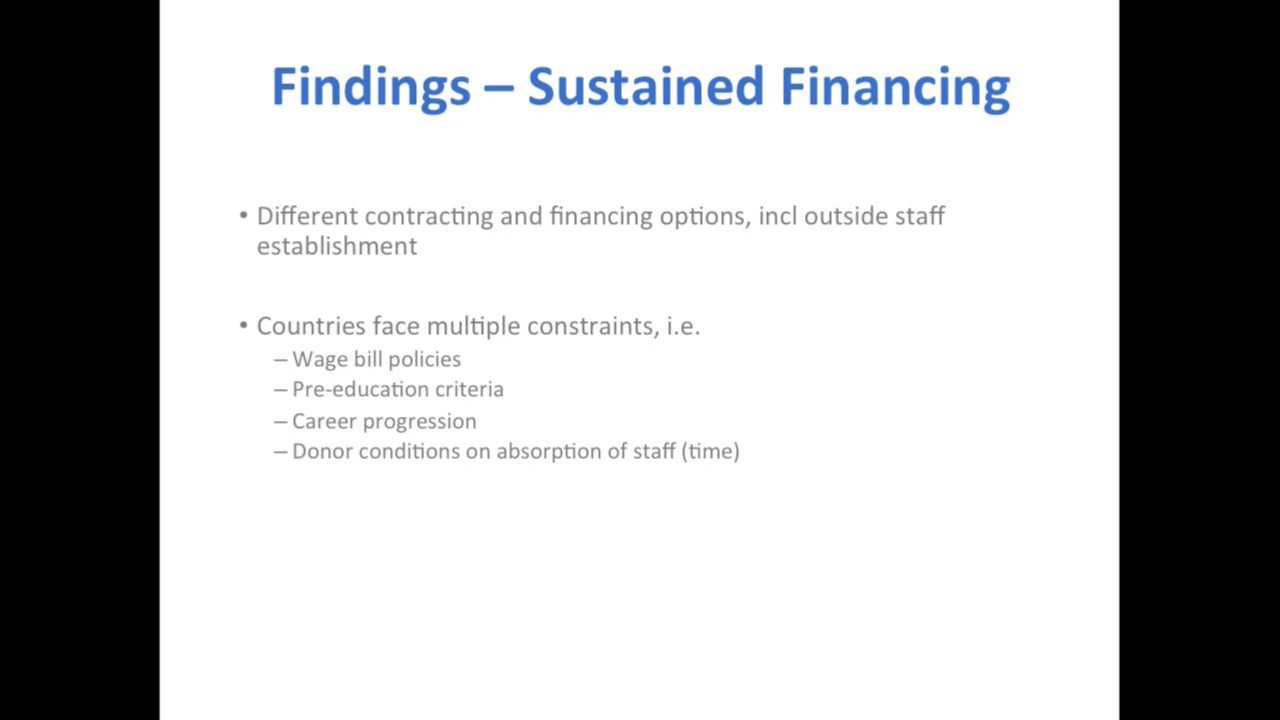 Findings – Sustained Financing
• Different contracting and financing options, incl outside staff
establishment
• Countries face multiple constraints, i.e.
– Wage bill policies
– Pre-education criteria
– Career progression
– Donor conditions on absorption of staff (time)